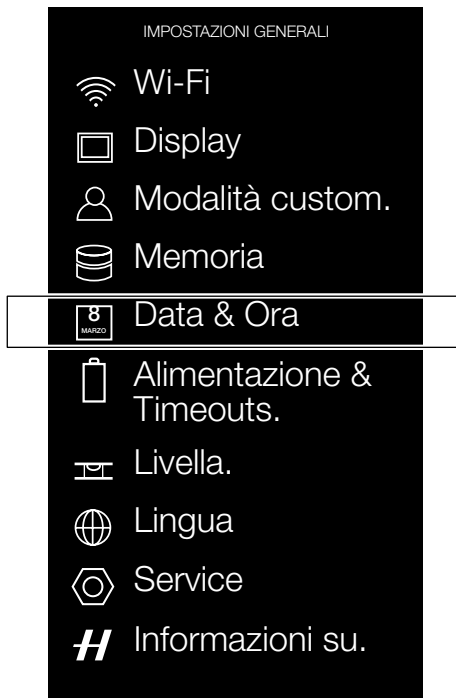 IMPOSTAZIONI GENERALI
Wi-Fi
Display
Modalità custom.
Memoria
8
MARZO
Data & Ora
Alimentazione &
Timeouts.
Livella.
Lingua
Service
Informazioni su.